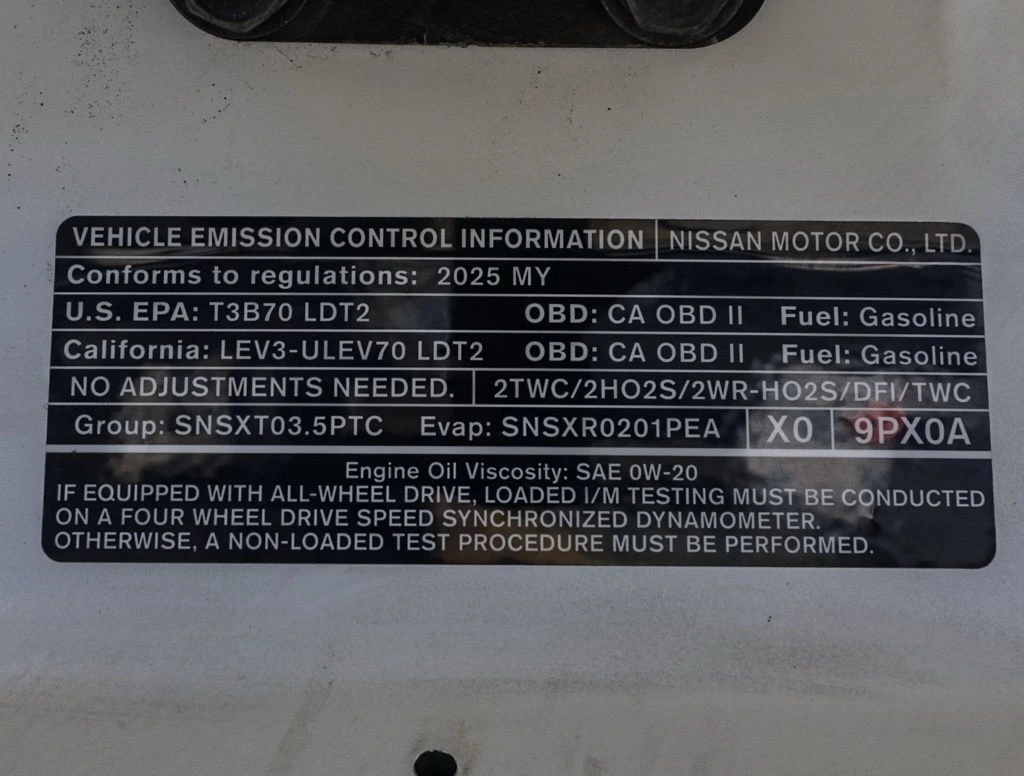 VEHICLE EMISSION CONTROL INFORMATION NISSAN MOTOR CO., LTD.
Conforms to regulations: 2025 MY
U.S. EPA: T3B70 LDT2 OBD: CA OBD II Fuel: Gasoline
California: LEV3-ULEV70 LDT2 OBD: CA OBD II Fuel: Gasoline
NO ADJUSTMENTS NEEDED. 2TWC/2HO2S/2WR-HO2S/DFI/TWC
Group: SNSXT03.5PTC Evap: SNSXR0201PEA X0 9PX0A
Engine Oil Viscosity: SAE 0W-20
IF EQUIPPED WITH ALL-WHEEL DRIVE, LOADED I/M TESTING MUST BE CONDUCTED
ON A FOUR WHEEL DRIVE SPEED SYNCHRONIZED DYNAMOMETER.
OTHERWISE, A NON-LOADED TEST PROCEDURE MUST BE PERFORMED.